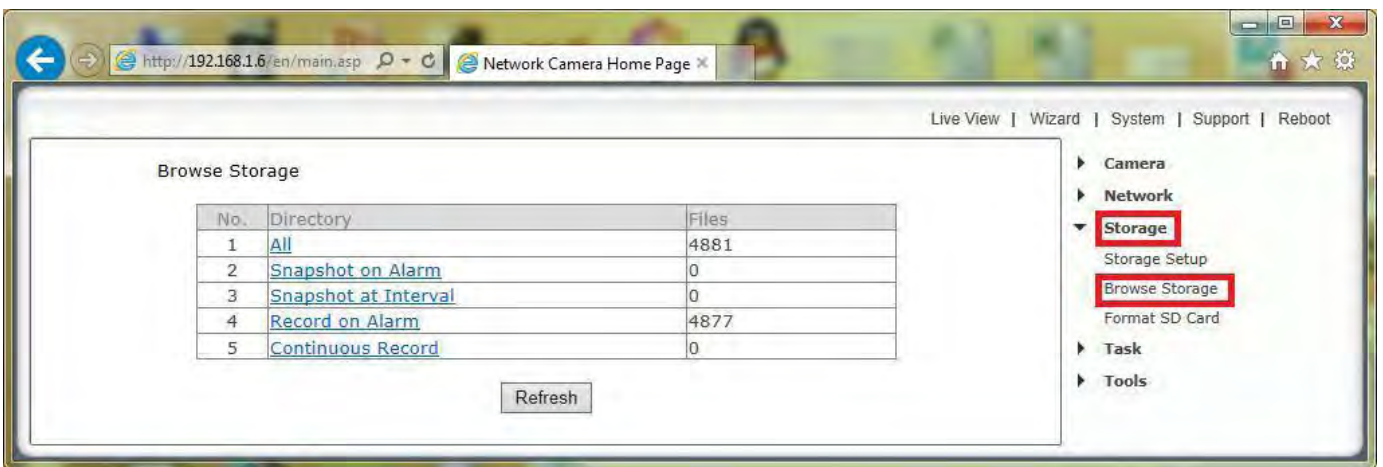 http://192.168.1.6/en/main.asp Network Camera Home Page
Live View | Wizard | System | Support | Reboot
Browse Storage
No. Directory Files
1 All 4881
2 Snapshot on Alarm 0
3 Snapshot at Interval 0
4 Record on Alarm 4877
5 Continuous Record 0
Refresh
Camera
Network
Storage
Storage Setup
Browse Storage
Format SD Card
Task
Tools